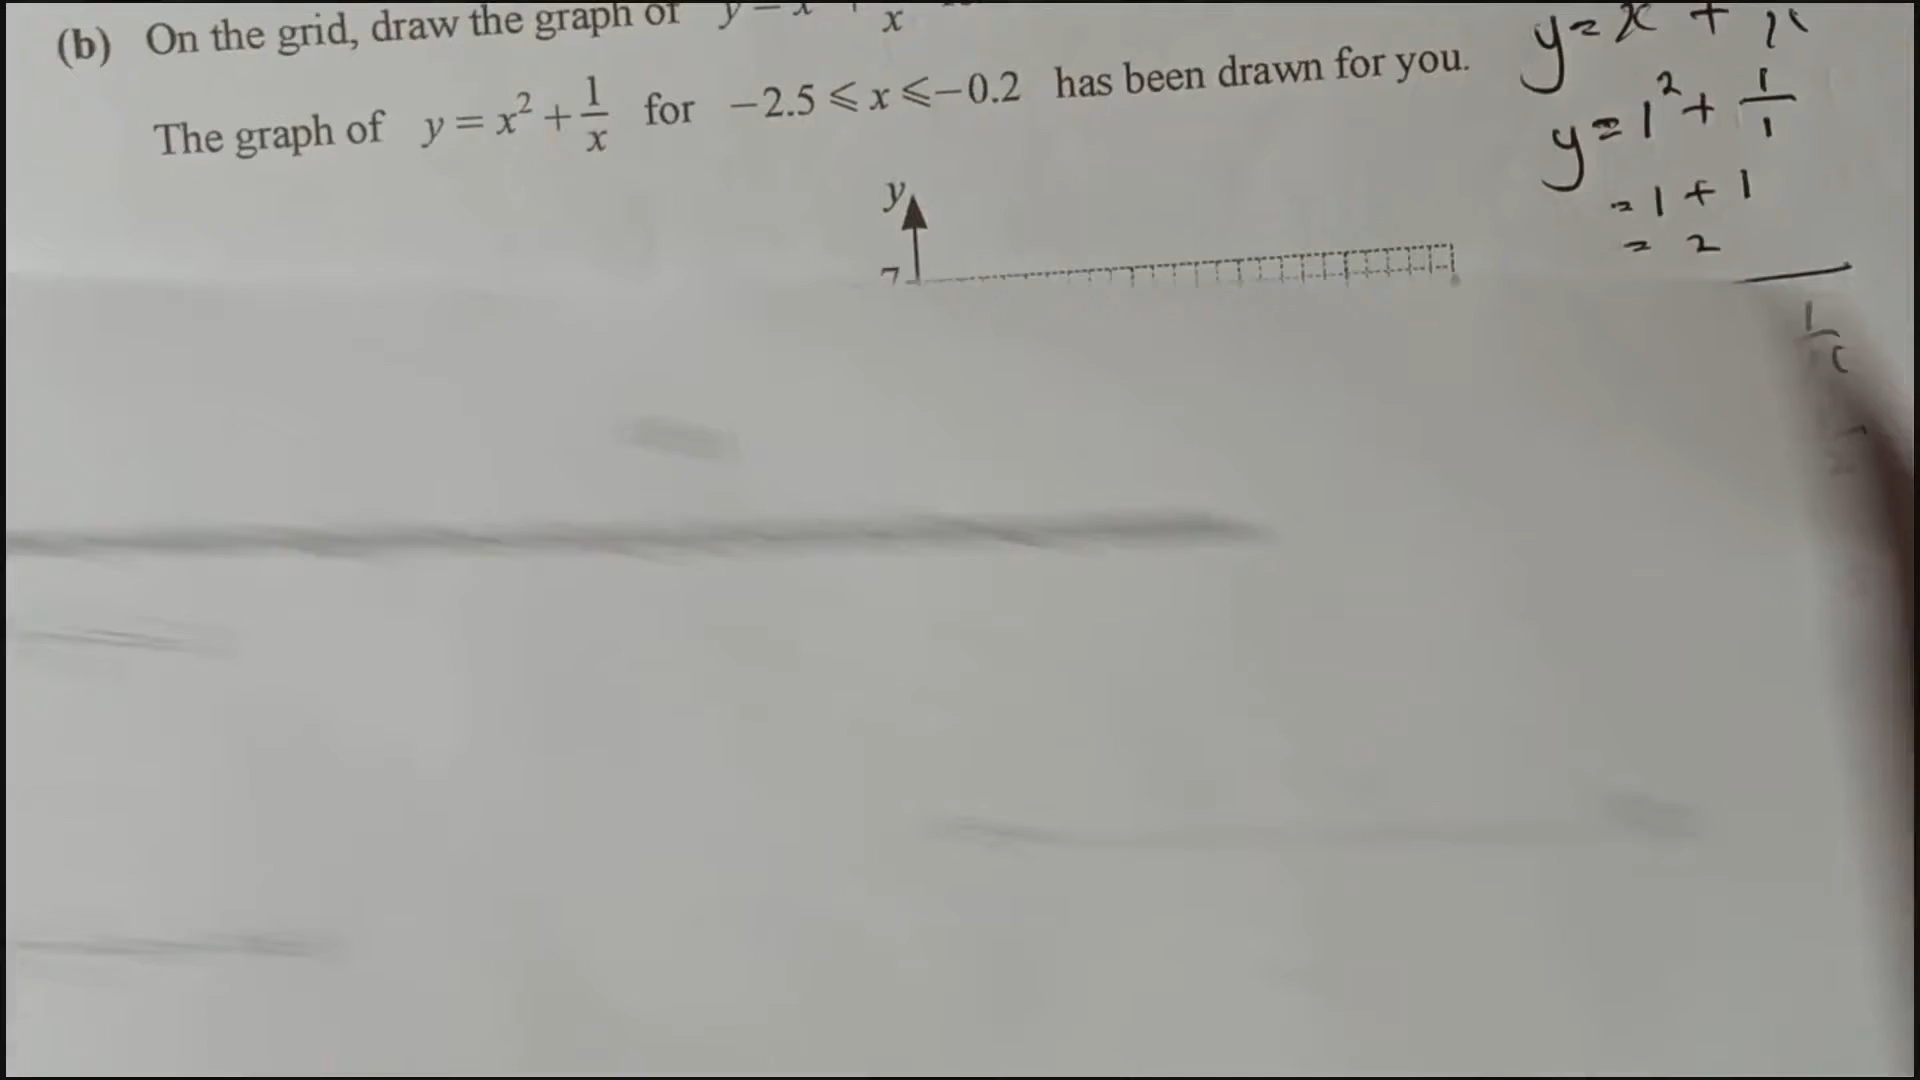 (b) On the grid, draw the graph of y = x
x
The graph of y = x² + 1/x for −2.5 ⩽ x ⩽ −0.2 has been drawn for you.
y
7
y = x +
y = 1² + 1/1
= 1 + 1
= 2